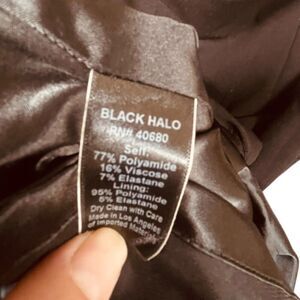 BLACK HALO
RN# 40680
Self:
77% Polyamide
16% Viscose
7% Elastane
Lining:
95% Polyamide
5% Elastane
Dry Clean with Care
Made in Los Angeles
of Imported Materials